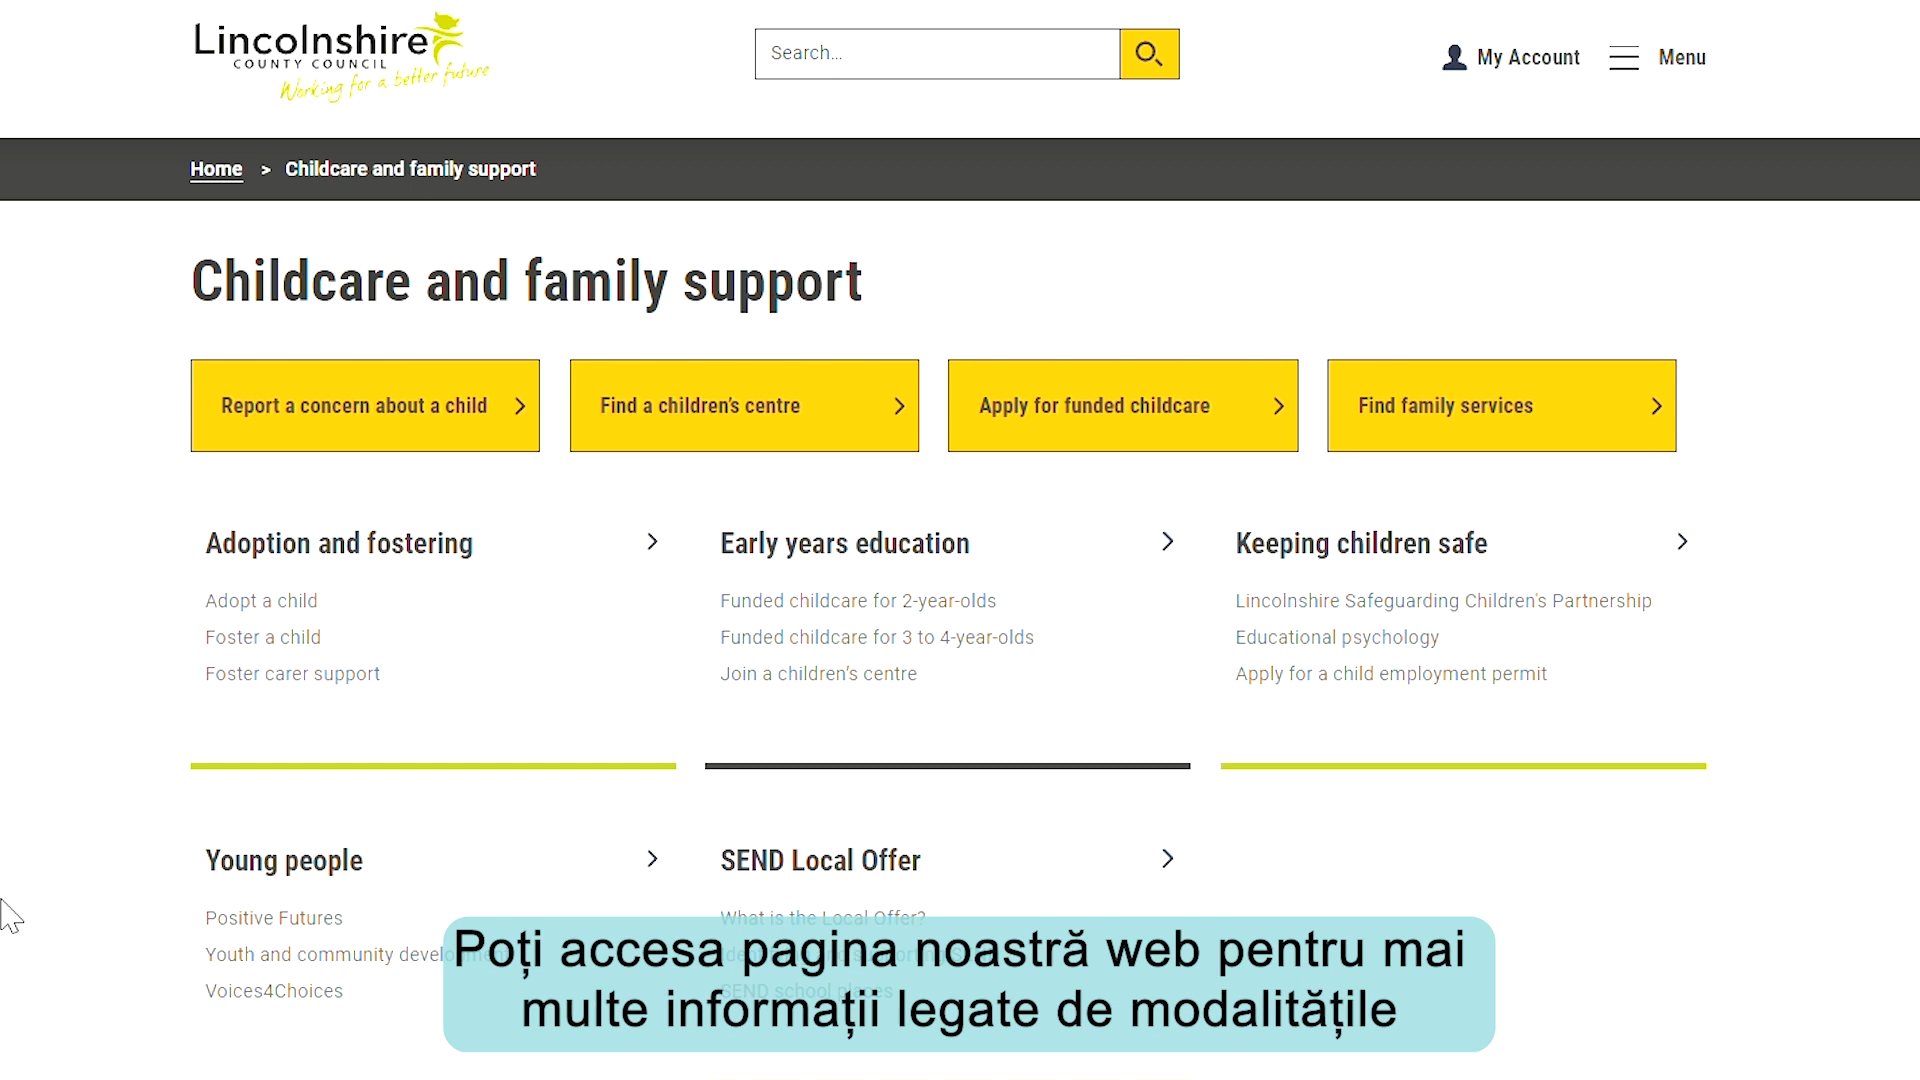 Lincolnshire
COUNTY COUNCIL
Working for a better future
Search...
My Account
Menu
Home > Childcare and family support
Childcare and family support
Report a concern about a child
Find a children's centre
Apply for funded childcare
Find family services
Adoption and fostering
Adopt a child
Foster a child
Foster carer support
Early years education
Funded childcare for 2-year-olds
Funded childcare for 3 to 4-year-olds
Join a children's centre
Keeping children safe
Lincolnshire Safeguarding Children's Partnership
Educational psychology
Apply for a child employment permit
Young people
Positive Futures
Youth and community
Voices4Choices
SEND Local Offer
What is the Local Offer?
SEND school places
Poți accesa pagina noastră web pentru mai
multe informații legate de modalitățile